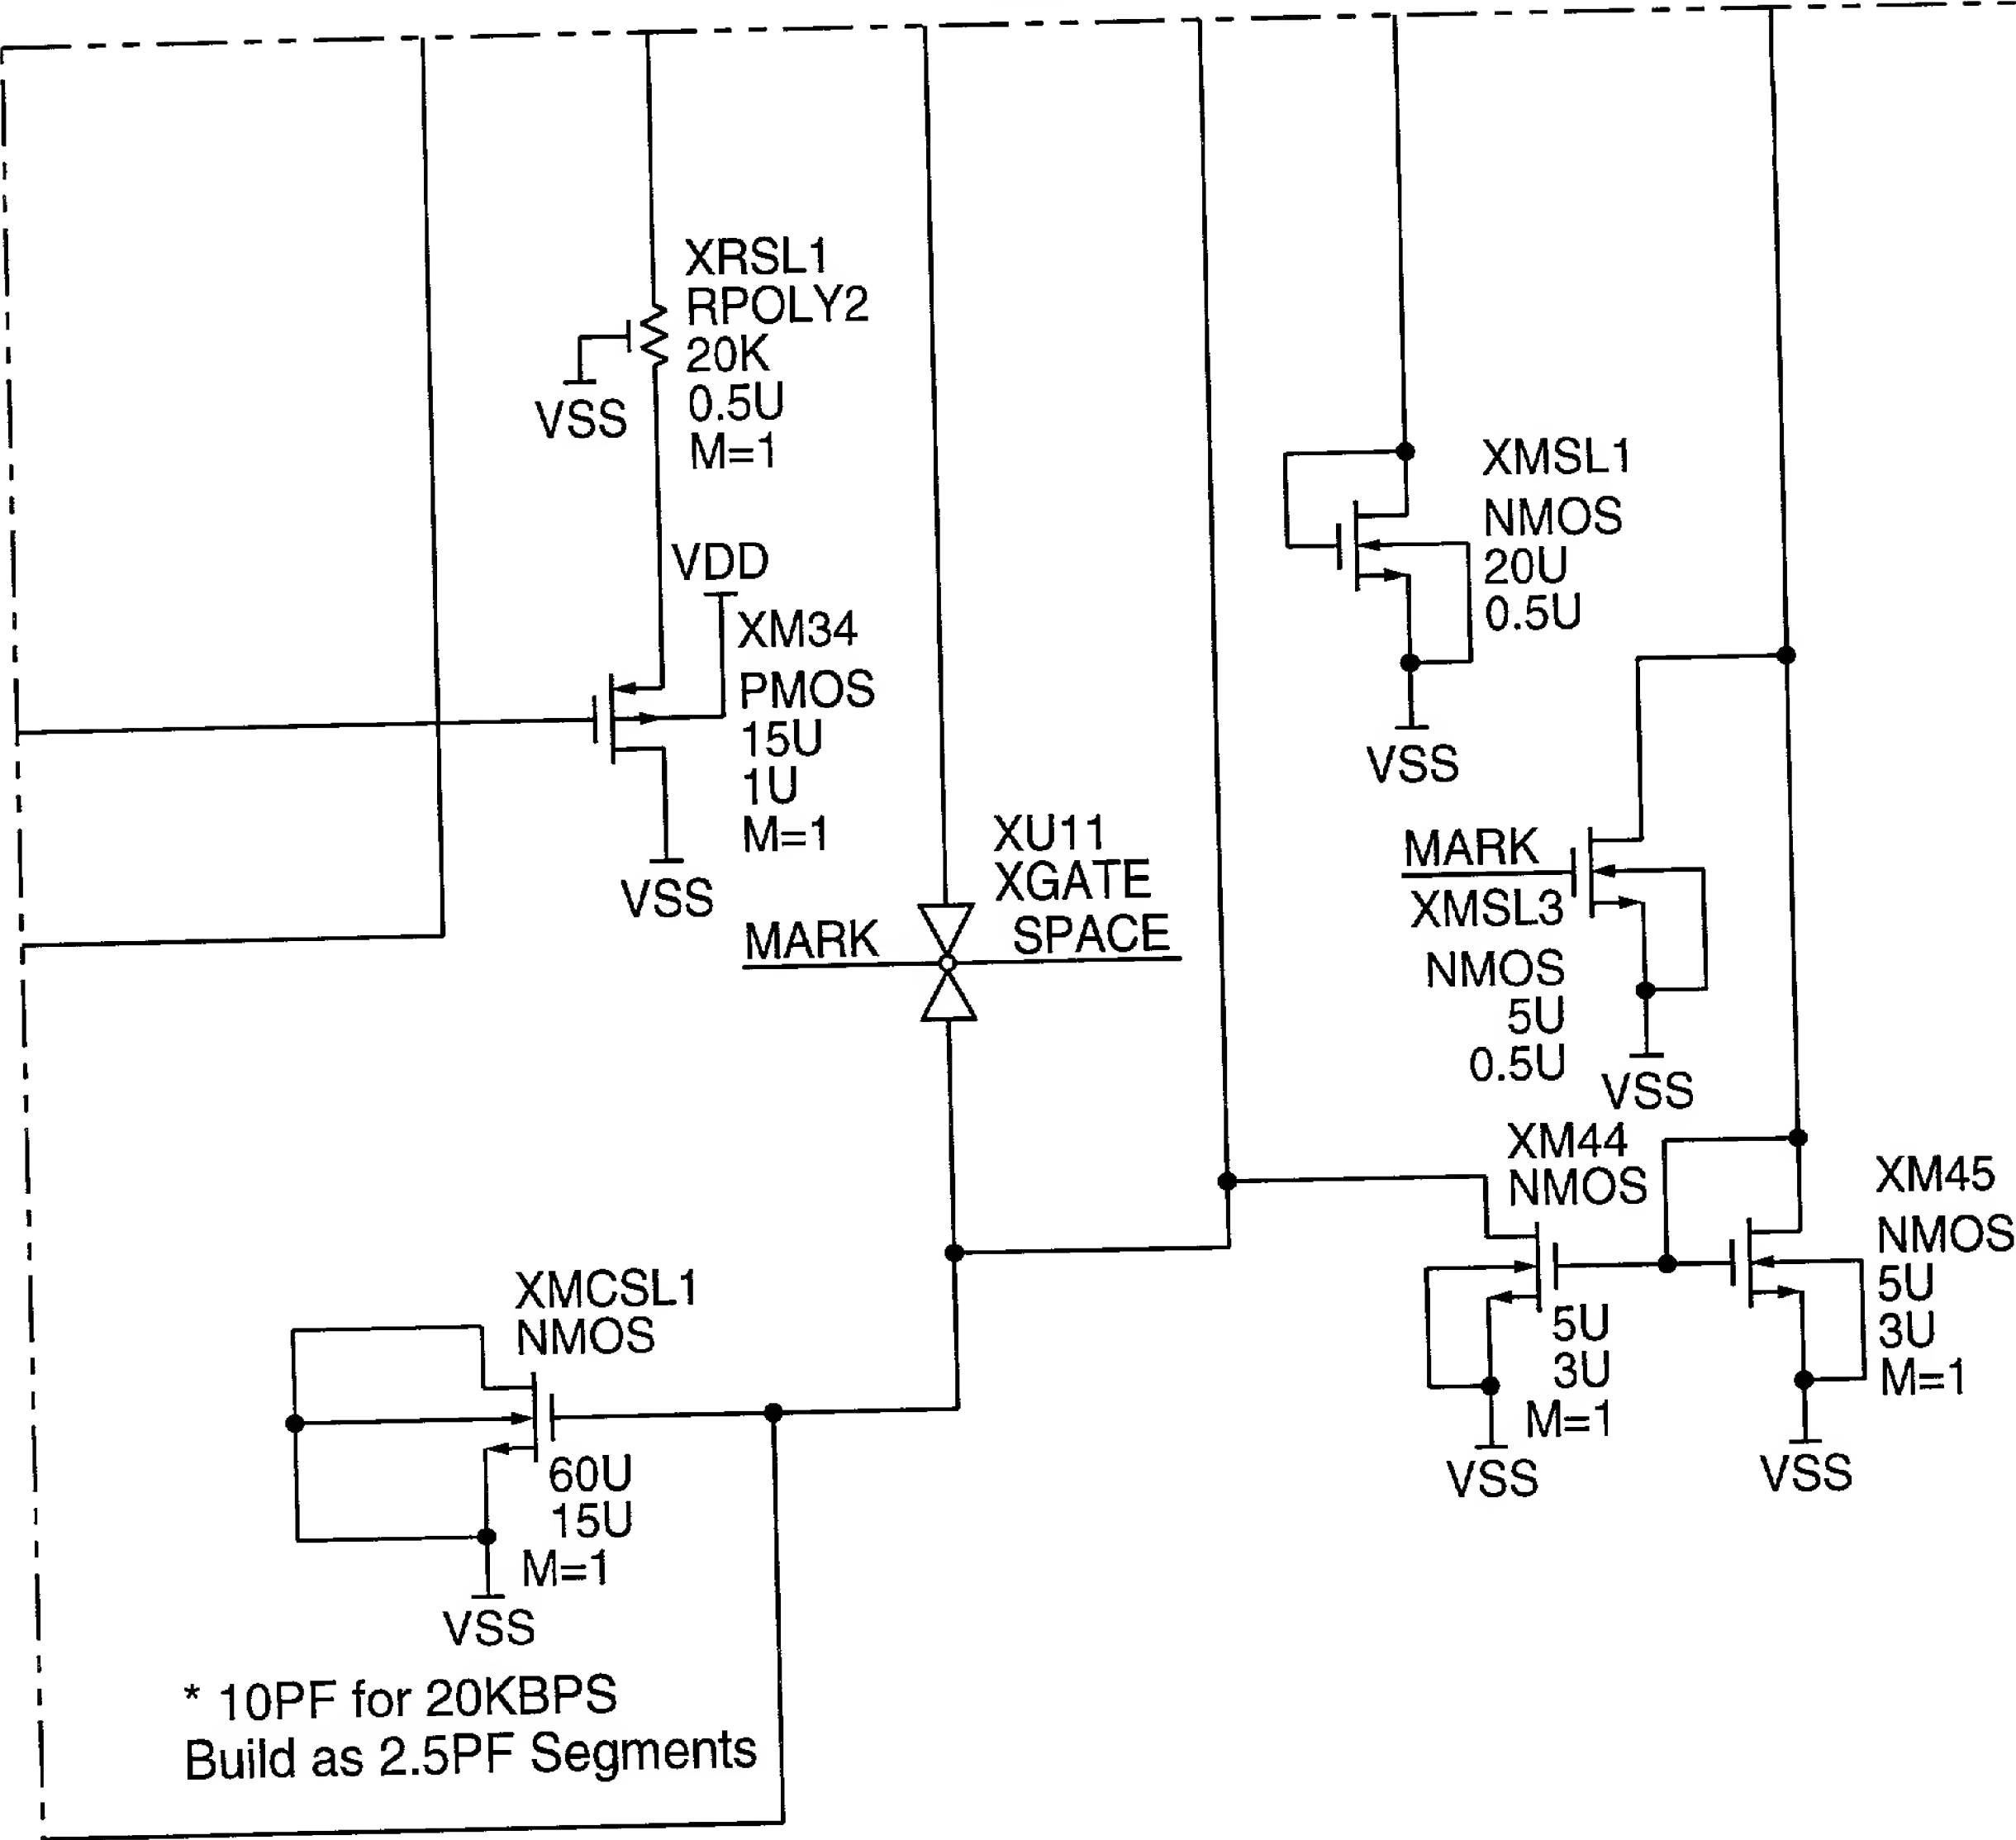 XRSL1
RPOLY2
20K
0.5U
M=1
VSS
VDD
XM34
PMOS
15U
1U
M=1
VSS
XMSL1
NMOS
20U
0.5U
VSS
XU11
XGATE
MARK
SPACE
MARK
XMSL3
NMOS
5U
0.5U
VSS
XM44
NMOS
5U
3U
M=1
VSS
XM45
NMOS
5U
3U
M=1
VSS
XMCSL1
NMOS
60U
15U
M=1
VSS
* 10PF for 20KBPS
Build as 2.5PF Segments